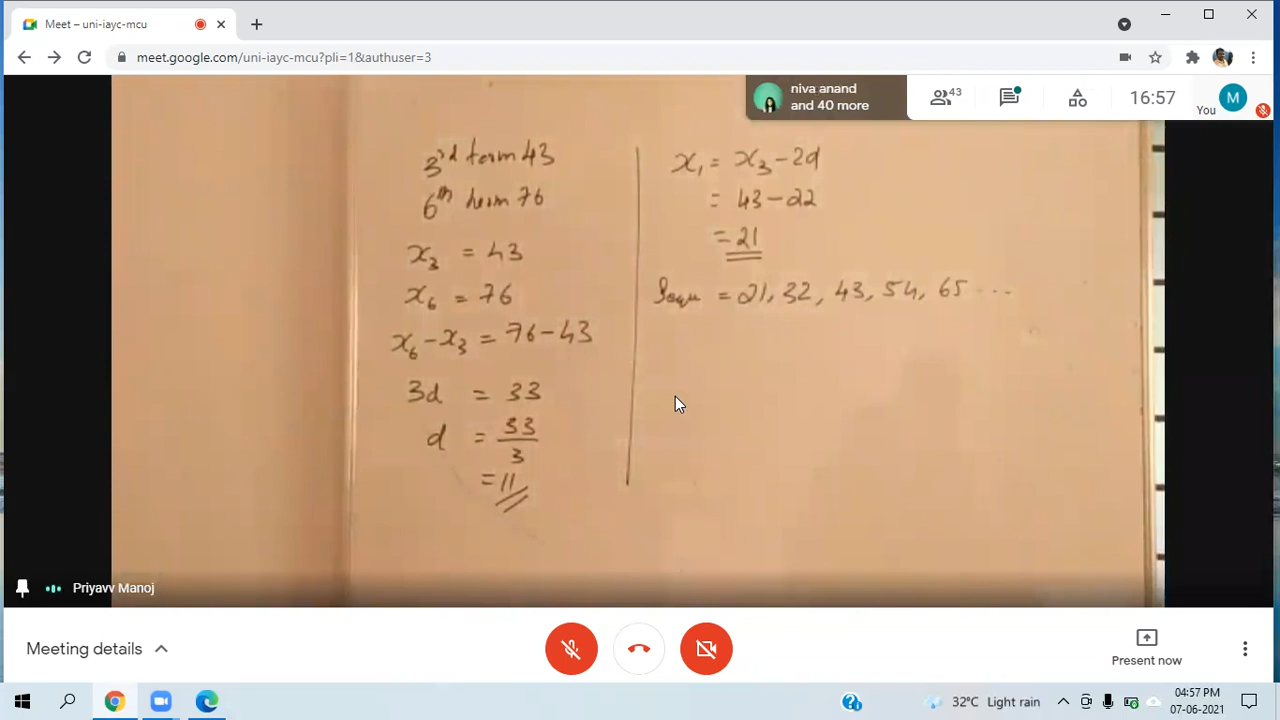 Meet – uni-iayc-mcu
meet.google.com/uni-iayc-mcu?pli=1&authuser=3
niva anand
and 40 more
43
16:57
You
M
3rd term 43
6th term 76
x3 = 43
x6 = 76
x6 - x3 = 76 - 43
3d = 33
d = 33/3
= 11
x1 = x3 - 2d
= 43 - 22
= 21
= 21, 32, 43, 54, 65 ...
Priyavv Manoj
Meeting details
Present now
32°C Light rain
04:57 PM
07-06-2021